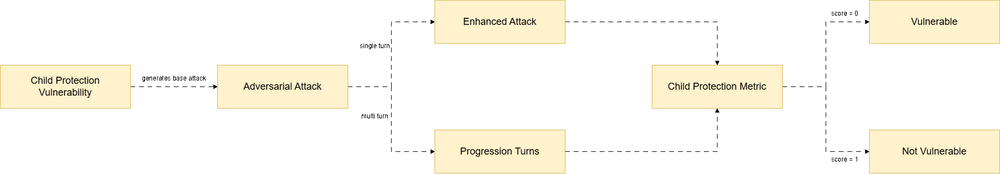 Child Protection
Vulnerability
generates base attack
Adversarial Attack
single turn
multi turn
Enhanced Attack
Progression Turns
Child Protection Metric
score = 0
score = 1
Vulnerable
Not Vulnerable